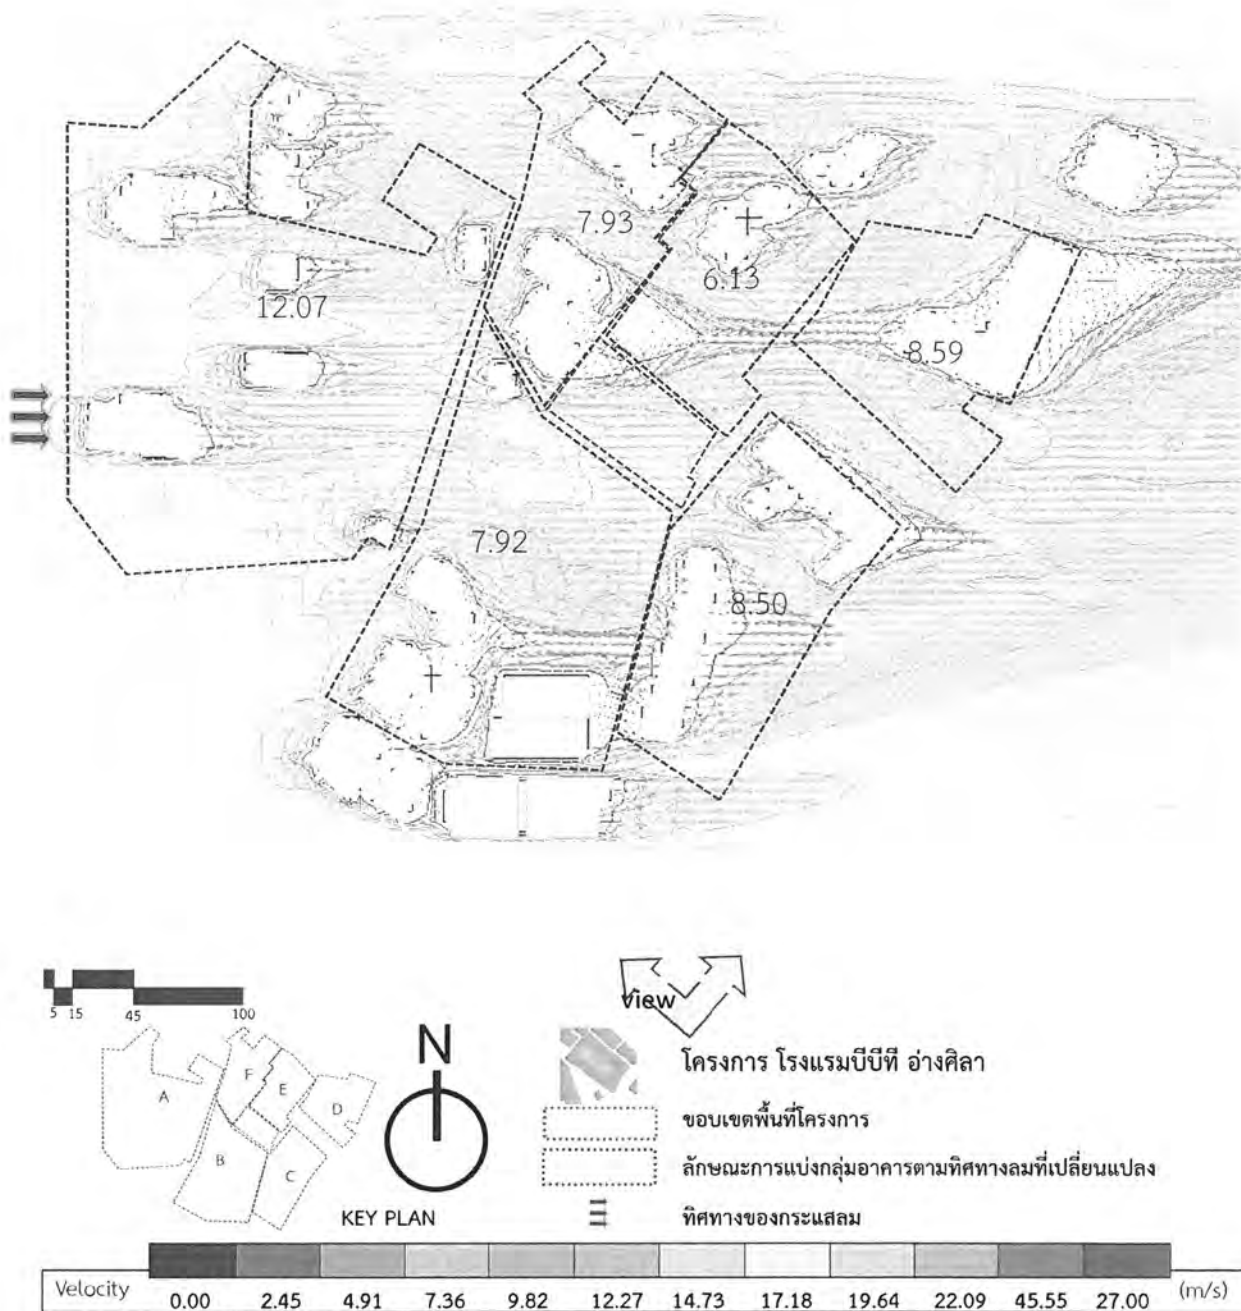 7.93
6.13
12.07
8.59
7.92
8.50
view
5 15 45 100
N
โครงการ โรงแรมบีบีที อ่างศิลา
A F E D
B C
ขอบเขตพื้นที่โครงการ
ลักษณะการแบ่งกลุ่มอาคารตามทิศทางลมที่เปลี่ยนแปลง
KEY PLAN
ทิศทางของกระแสลม
Velocity 0.00 2.45 4.91 7.36 9.82 12.27 14.73 17.18 19.64 22.09 45,55 27.00 (m/s)